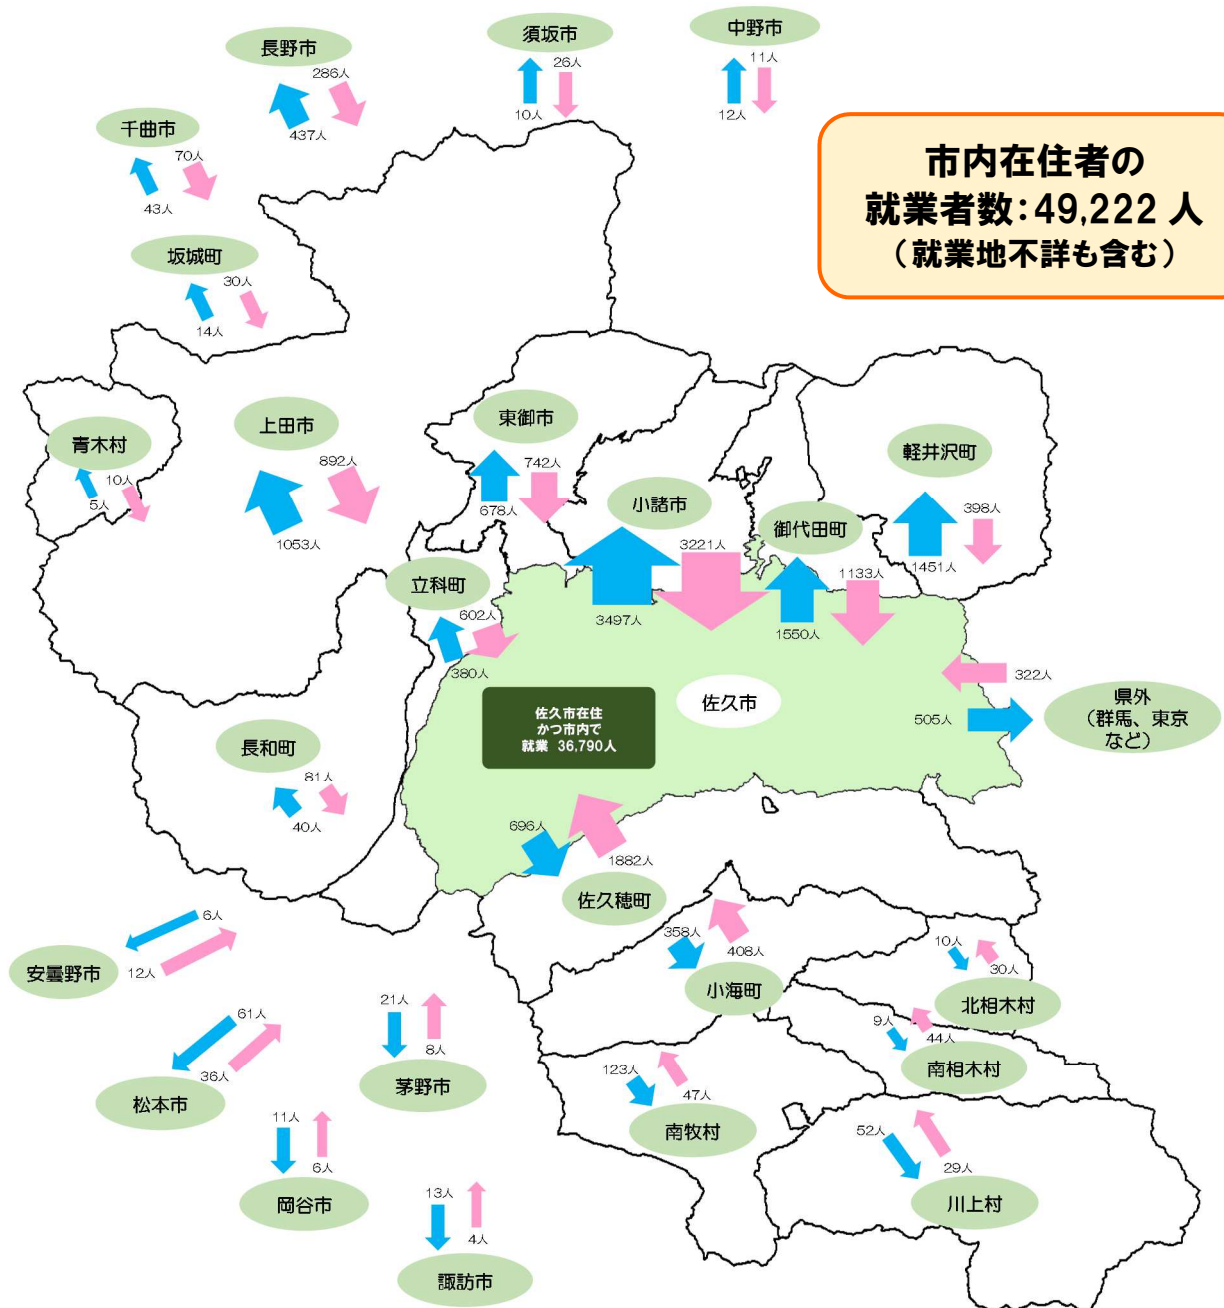 長野市
286人
437人
須坂市
26人
10人
中野市
11人
12人
千曲市
70人
43人
市内在住者の
就業者数:49,222 人
(就業地不詳も含む)
坂城町
30人
14人
青木村
10人
5人
上田市
892人
1053人
東御市
742人
678人
小諸市
3221人
3497人
御代田町
1133人
1550人
軽井沢町
398人
1451人
立科町
602人
380人
佐久市在住
かつ市内で
就業 36,790人
佐久市
322人
505人
県外
(群馬、東京
など)
長和町
81人
40人
696人
1882人
佐久穂町
358人
408人
小海町
10人
30人
北相木村
9人
44人
南相木村
6人
12人
安曇野市
61人
36人
松本市
21人
8人
茅野市
123人
47人
南牧村
52人
29人
川上村
11人
6人
岡谷市
13人
4人
諏訪市